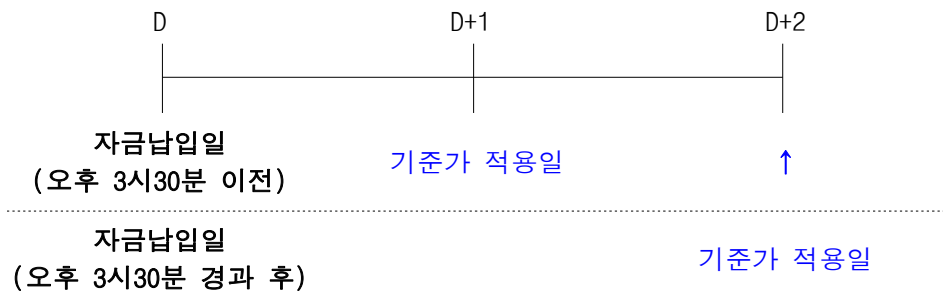 D D+1 D+2
자금납입일
(오후 3시30분 이전)
기준가 적용일
↑
자금납입일
(오후 3시30분 경과 후)
기준가 적용일